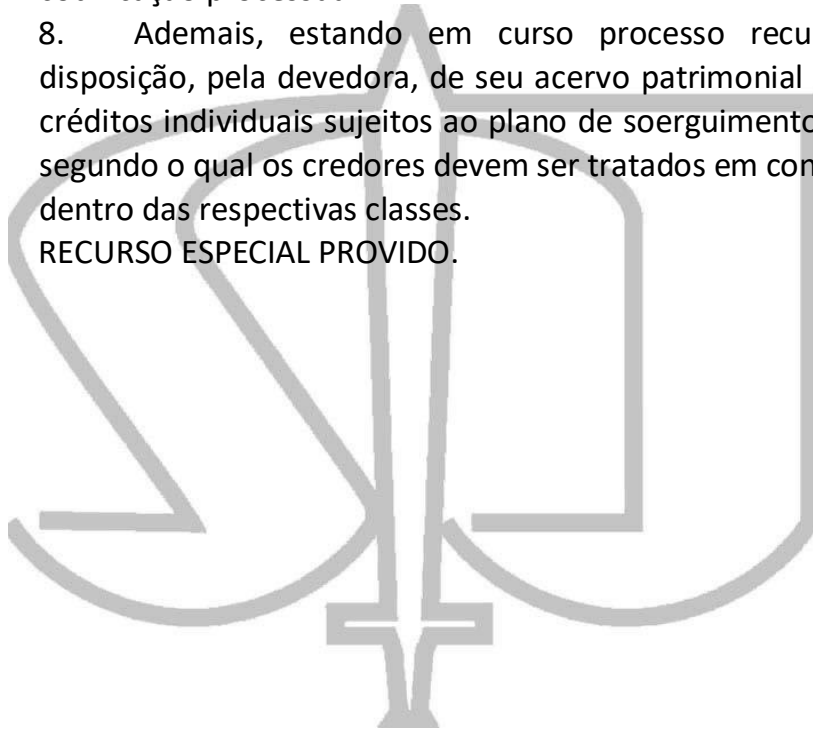 8. Ademais, estando em curso processo recu
disposição, pela devedora, de seu acervo patrimonial
créditos individuais sujeitos ao plano de soerguimento
segundo o qual os credores devem ser tratados em con
dentro das respectivas classes.
RECURSO ESPECIAL PROVIDO.